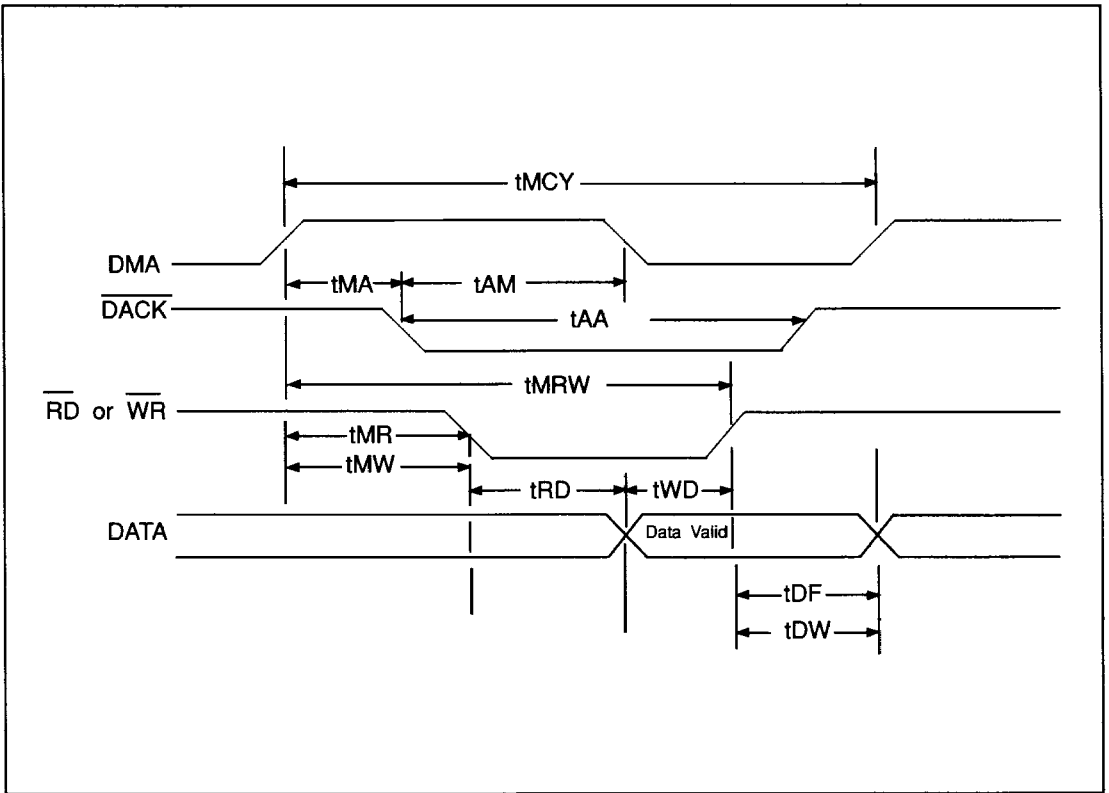 tMCY
DMA
tMA tAM
DACK
tAA
tMRW
RD or WR
tMR
tMW
tRD tWD
DATA Data Valid
tDF
tDW